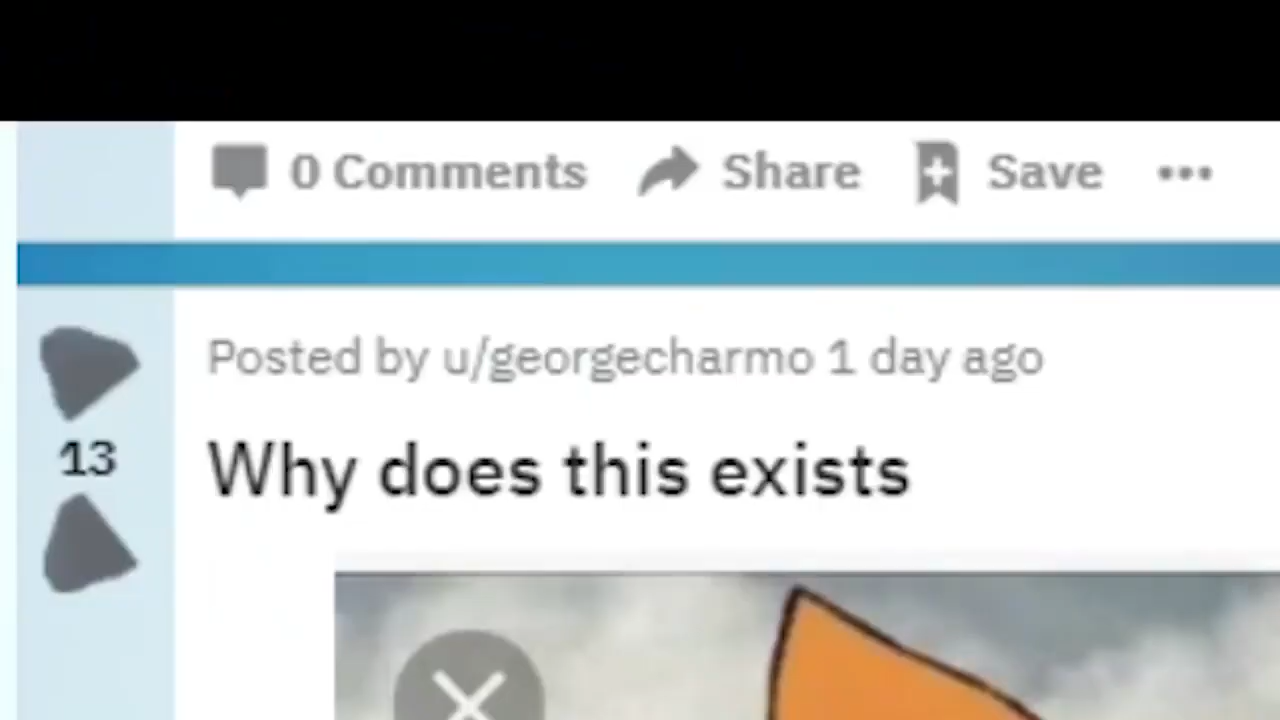 0 Comments Share Save
Posted by u/georgecharmo 1 day ago
13
Why does this exists